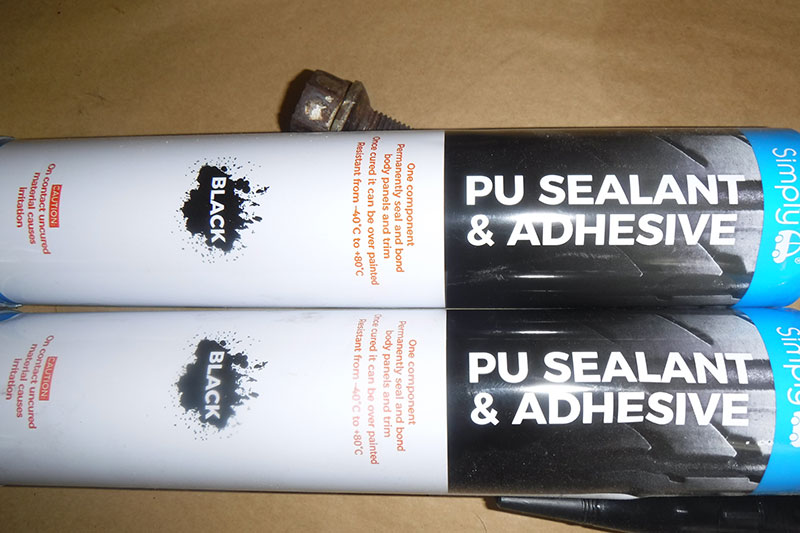 Simply
®
PU SEALANT
& ADHESIVE
One component
Permanently seal and bond
body panels and trim
Once cured it can be over painted
Resistant from -40°C to +80°C
BLACK
CAUTION
On contact uncured
material causes
irritation
Simply
PU SEALANT
& ADHESIVE
One component
Permanently seal and bond
body panels and trim
Once cured it can be over painted
Resistant from -40°C to +80°C
BLACK
CAUTION
On contact uncured
material causes
irritation